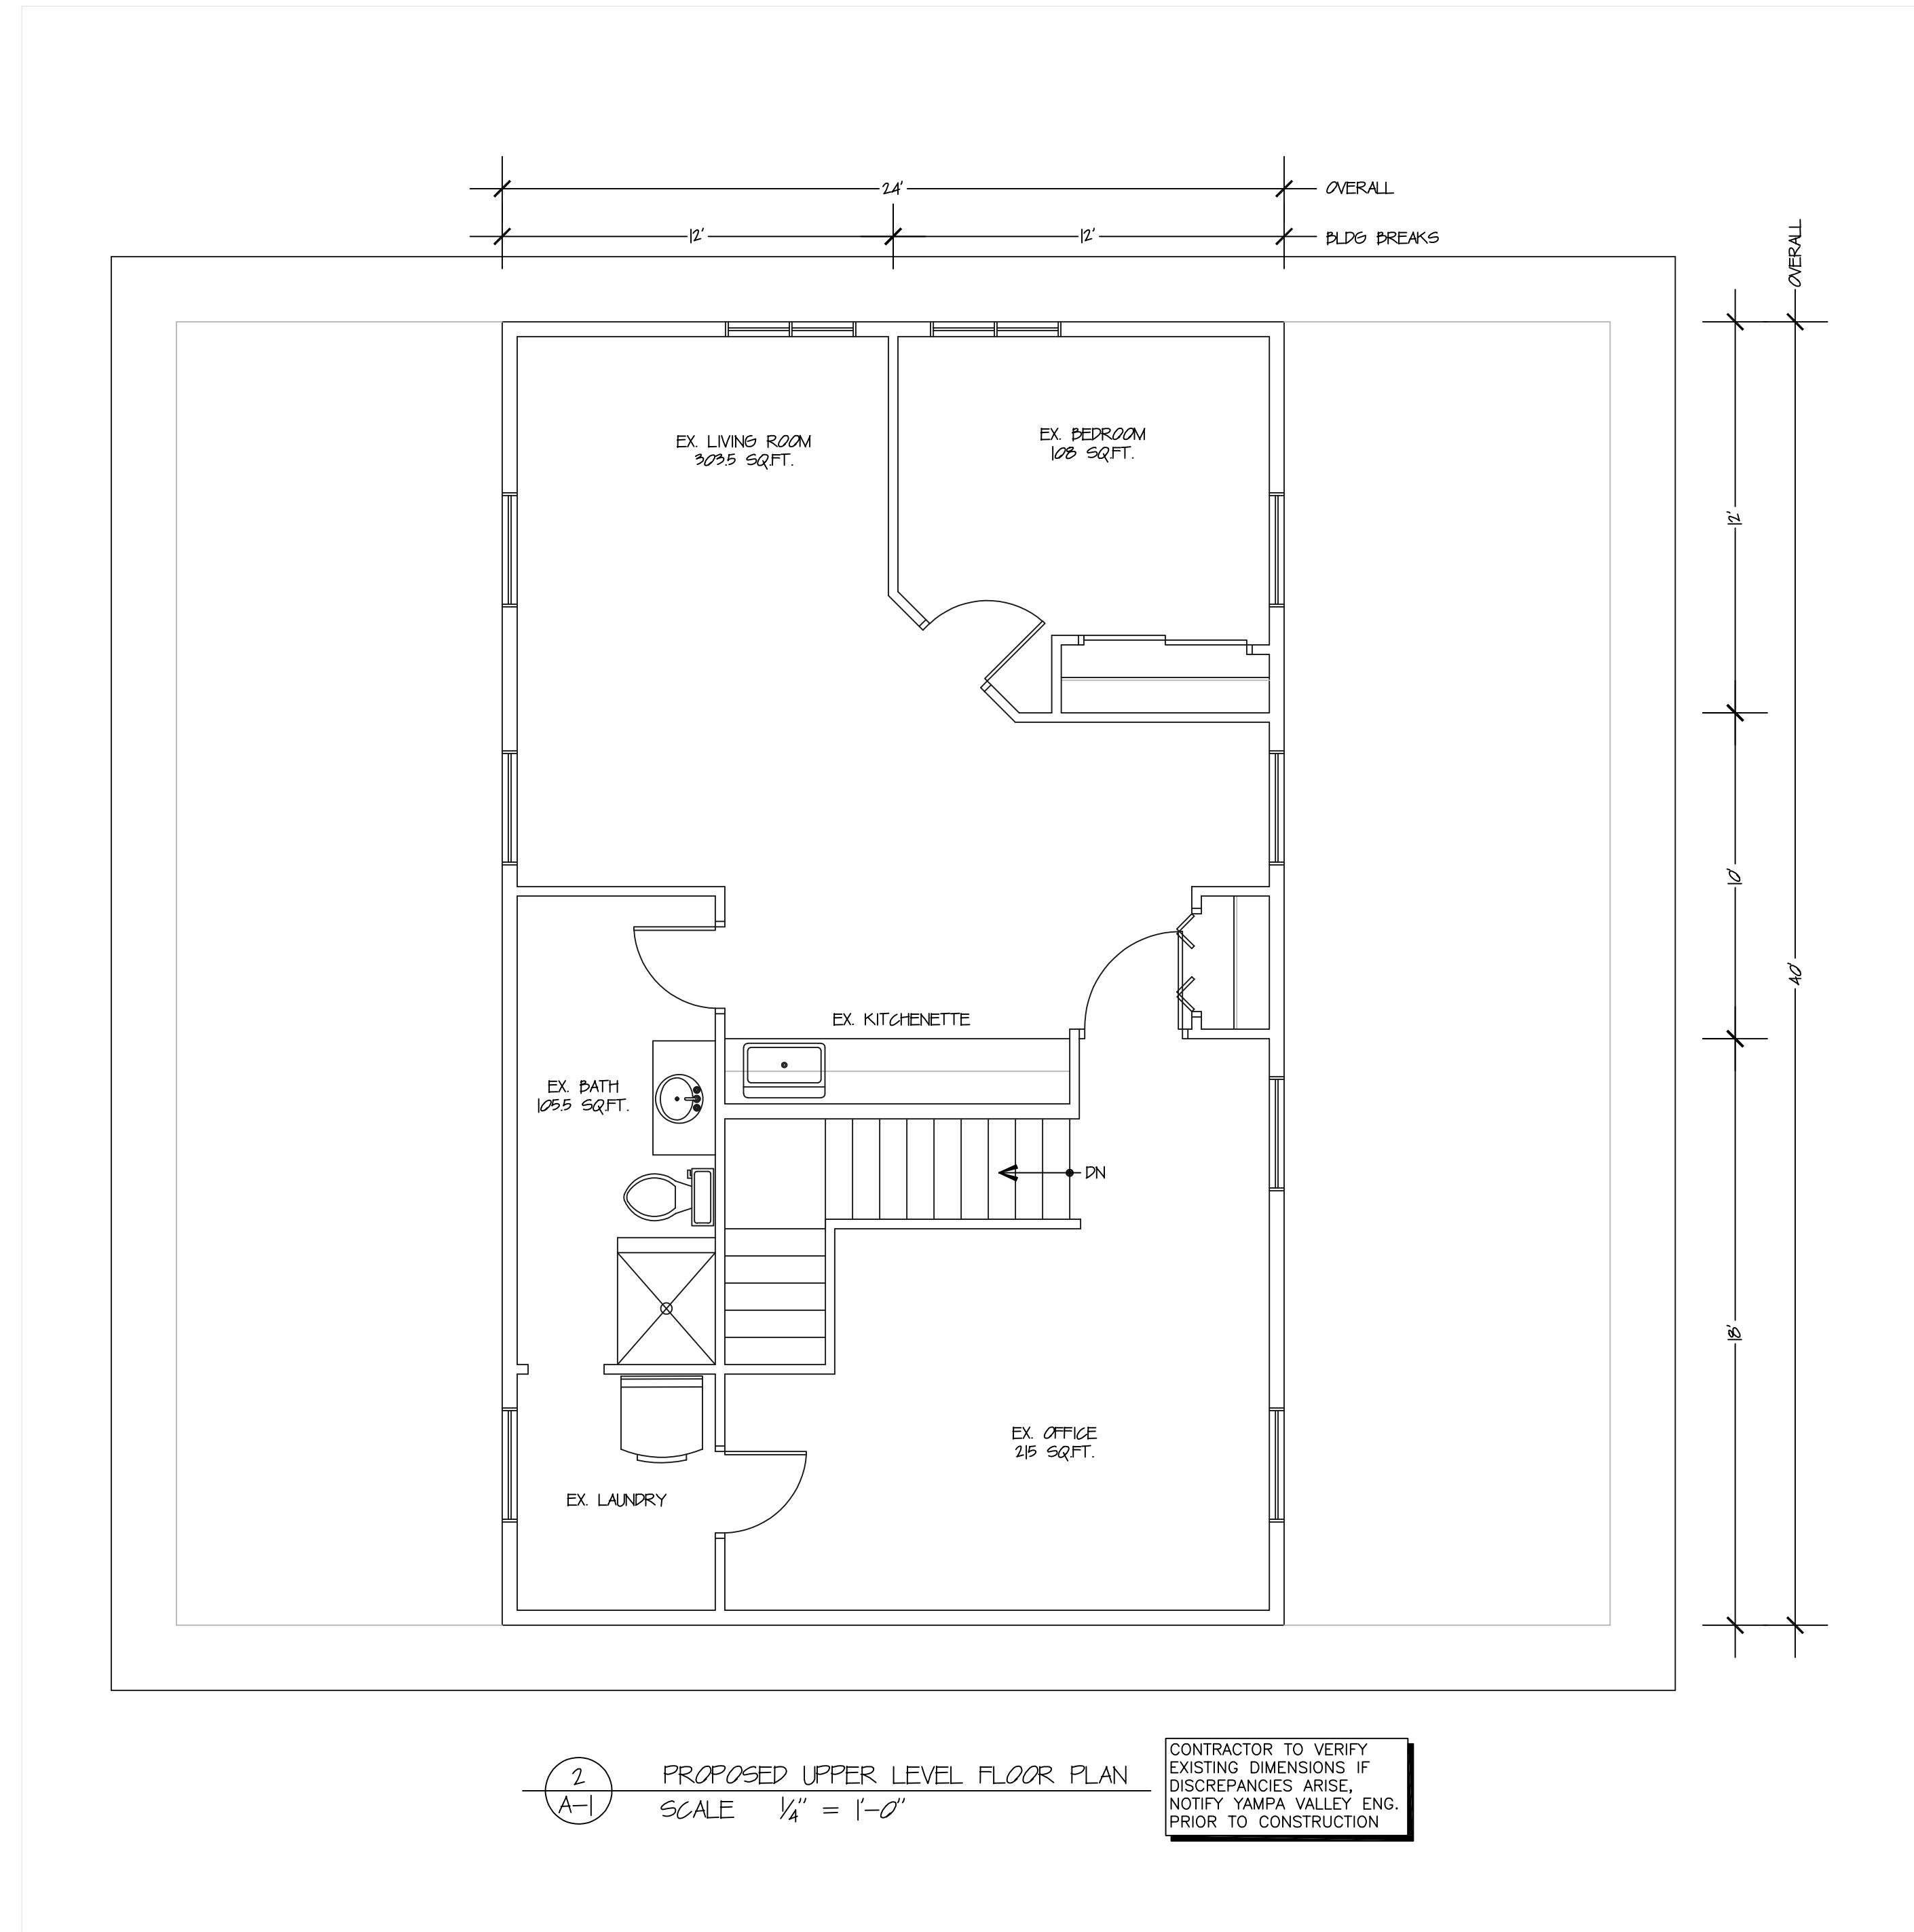 24'
OVERALL
12'
12'
BLDG BREAKS
OVERALL
EX. LIVING ROOM
303.5 SQ.FT.
EX. BEDROOM
108 SQ.FT.
12'
10'
40'
EX. KITCHENETTE
EX. BATH
105.5 SQ.FT.
DN
18'
EX. OFFICE
215 SQ.FT.
EX. LAUNDRY
2
A-1
PROPOSED UPPER LEVEL FLOOR PLAN
SCALE 1/4" = 1'-0"
CONTRACTOR TO VERIFY
EXISTING DIMENSIONS IF
DISCREPANCIES ARISE,
NOTIFY YAMPA VALLEY ENG.
PRIOR TO CONSTRUCTION